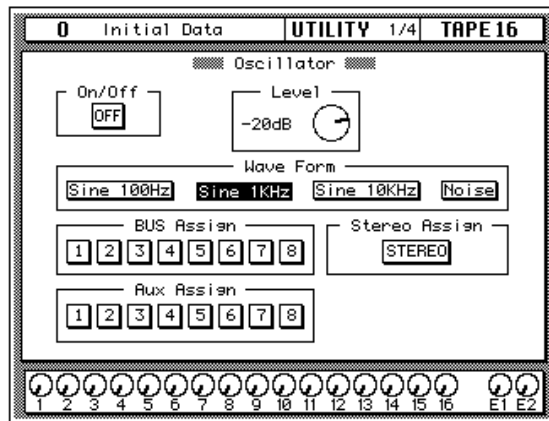 0 Initial Data UTILITY 1/4 TAPE 16
Oscillator
On/Off
OFF
Level
-20dB
Wave Form
Sine 100Hz Sine 1KHz Sine 10KHz Noise
BUS Assign
1 2 3 4 5 6 7 8
Stereo Assign
STEREO
Aux Assign
1 2 3 4 5 6 7 8
1 2 3 4 5 6 7 8 9 10 11 12 13 14 15 16 E1 E2